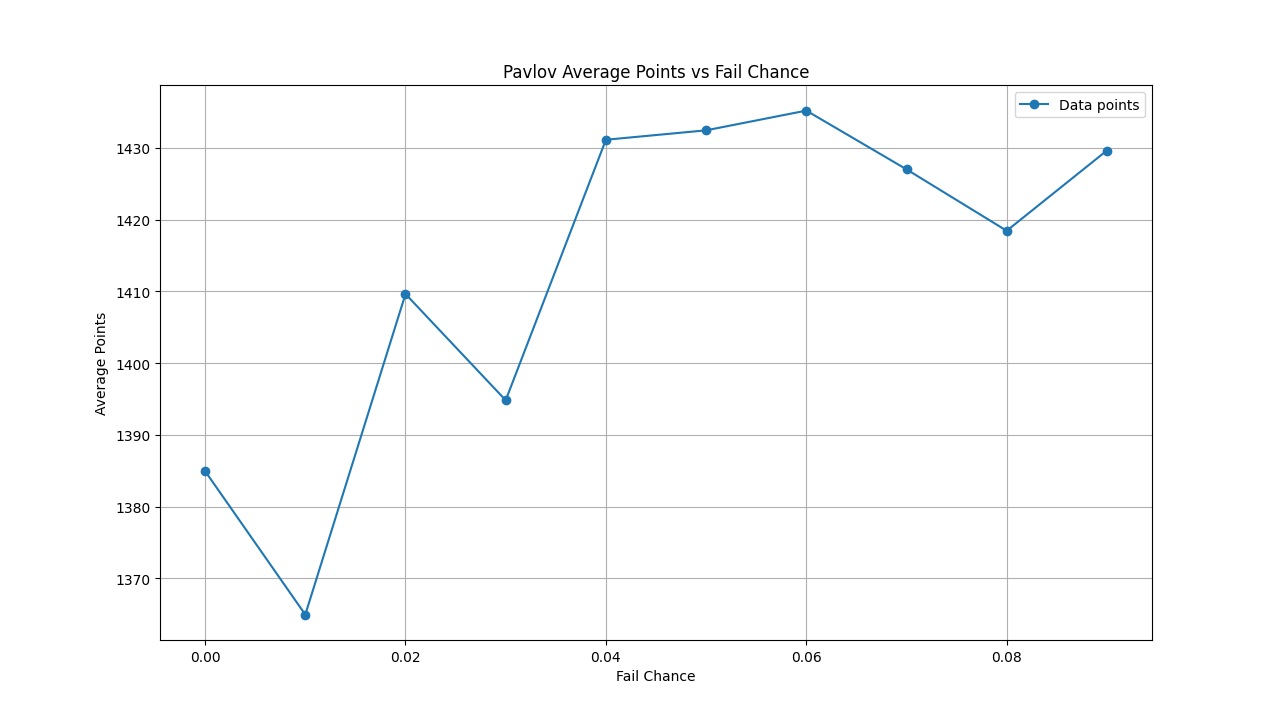 Pavlov Average Points vs Fail Chance
Data points
1430
1420
1410
1400
1390
1380
1370
Average Points
0.00 0.02 0.04 0.06 0.08
Fail Chance